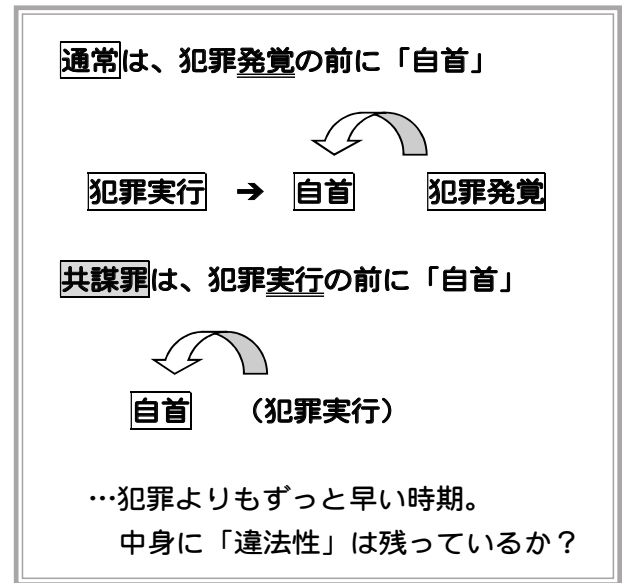 通常は、犯罪発覚の前に「自首」
犯罪実行 → 自首 犯罪発覚
共謀罪は、犯罪実行の前に「自首」
自首 （犯罪実行）
…犯罪よりもずっと早い時期。
中身に「違法性」は残っているか？